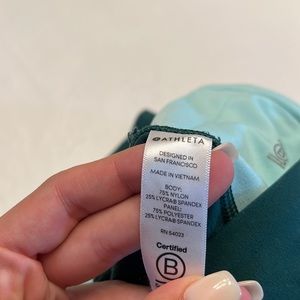 ATHLETA
DESIGNED IN
SAN FRANCISCO
MADE IN VIETNAM
BODY:
75% NYLON
25% LYCRA® SPANDEX
PANEL:
75% POLYESTER
25% LYCRA® SPANDEX
RN 54023
Certified
B